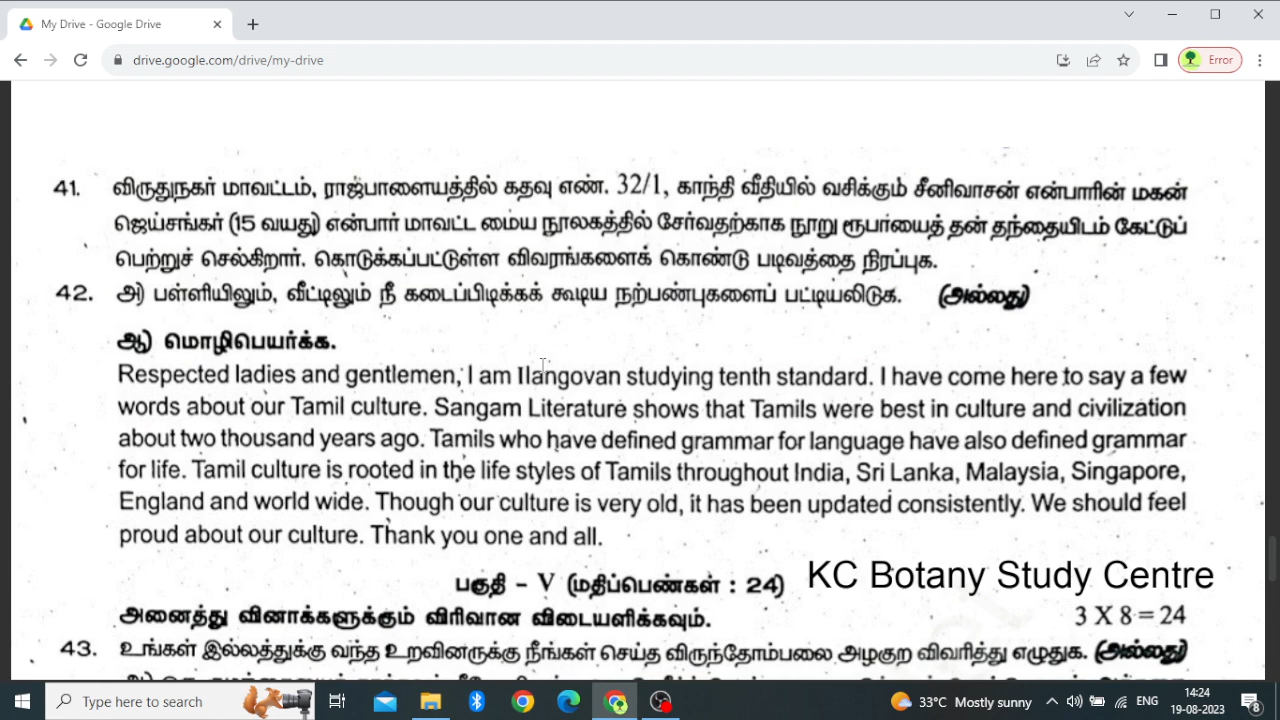 My Drive - Google Drive
drive.google.com/drive/my-drive
Error
41. விருதுநகர் மாவட்டம், ராஜபாளையத்தில் கதவு எண். 32/1, காந்தி வீதியில் வசிக்கும் சீனிவாசன் என்பாரின் மகன்
ஜெய்சங்கர் (15 வயது) என்பார் மாவட்ட மைய நூலகத்தில் சேர்வதற்காக நூறு ரூபாயைத் தன் தந்தையிடம் கேட்டுப்
பெற்றுச் செல்கிறார். கொடுக்கப்பட்டுள்ள விவரங்களைக் கொண்டு படிவத்தை நிரப்புக.
42. அ) பள்ளியிலும், வீட்டிலும் நீ கடைப்பிடிக்கக் கூடிய நற்பண்புகளைப் பட்டியலிடுக. (அல்லது)
ஆ) மொழிபெயர்க்க.
Respected ladies and gentlemen, I am Ilangovan studying tenth standard. I have come here to say a few
words about our Tamil culture. Sangam Literature shows that Tamils were best in culture and civilization
about two thousand years ago. Tamils who have defined grammar for language have also defined grammar
for life. Tamil culture is rooted in the life styles of Tamils throughout India, Sri Lanka, Malaysia, Singapore,
England and world wide. Though our culture is very old, it has been updated consistently. We should feel
proud about our culture. Thank you one and all.
பகுதி - V (மதிப்பெண்கள் : 24) KC Botany Study Centre
அனைத்து வினாக்களுக்கும் விரிவான விடையளிக்கவும். 3 X 8 = 24
43. உங்கள் இல்லத்துக்கு வந்த உறவினருக்கு நீங்கள் செய்த விருந்தோம்பலை அழகுற விவரித்து எழுதுக. (அல்லது)
Type here to search
33°C Mostly sunny
ENG
14:24
19-08-2023
8